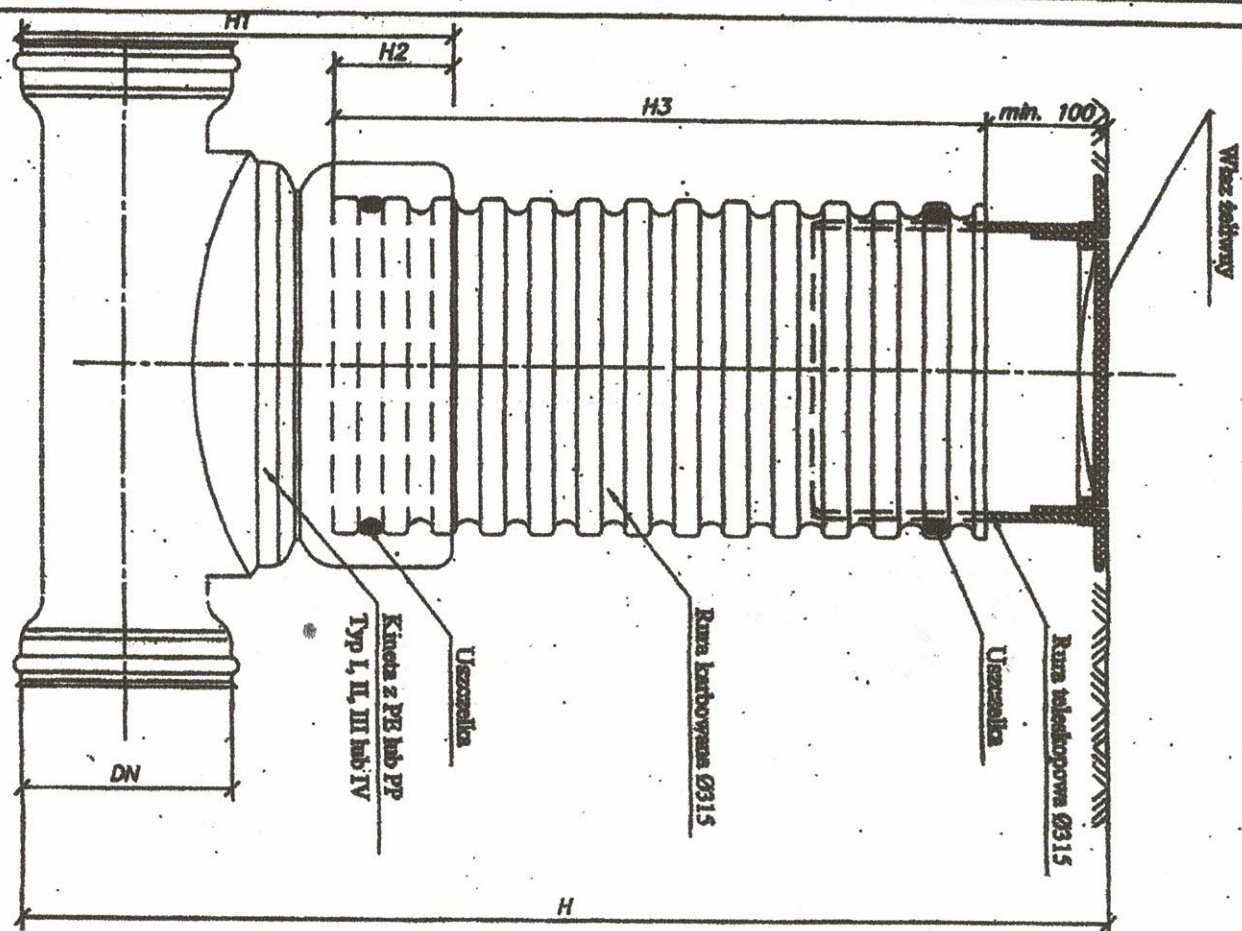 H1
H2
H3
min. 100
Właz żeliwny
Rura teleskopowa Ø315
Uszczelka
Rura karbowana Ø315
Uszczelka
Kineta z PE lub PP
Typ I, II, III lub IV
DN
H